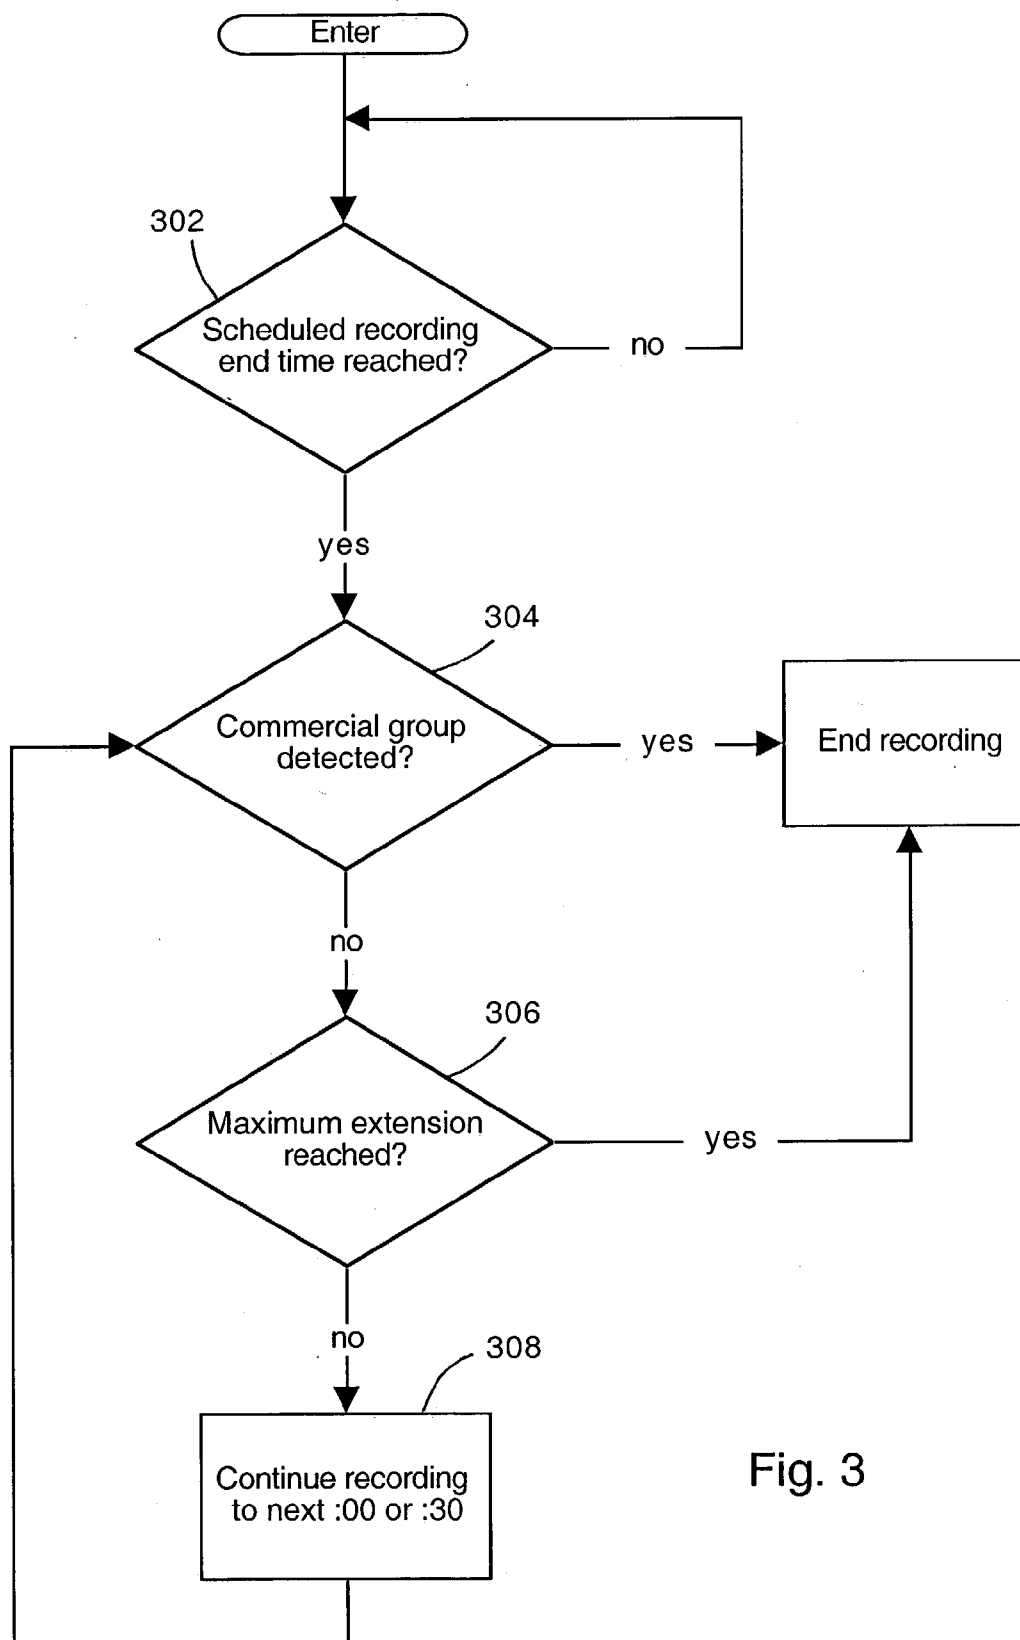 Enter
302
Scheduled recording
end time reached?
no
yes
304
Commercial group
detected?
yes
End recording
no
306
Maximum extension
reached?
yes
no
308
Continue recording
to next :00 or :30
Fig. 3